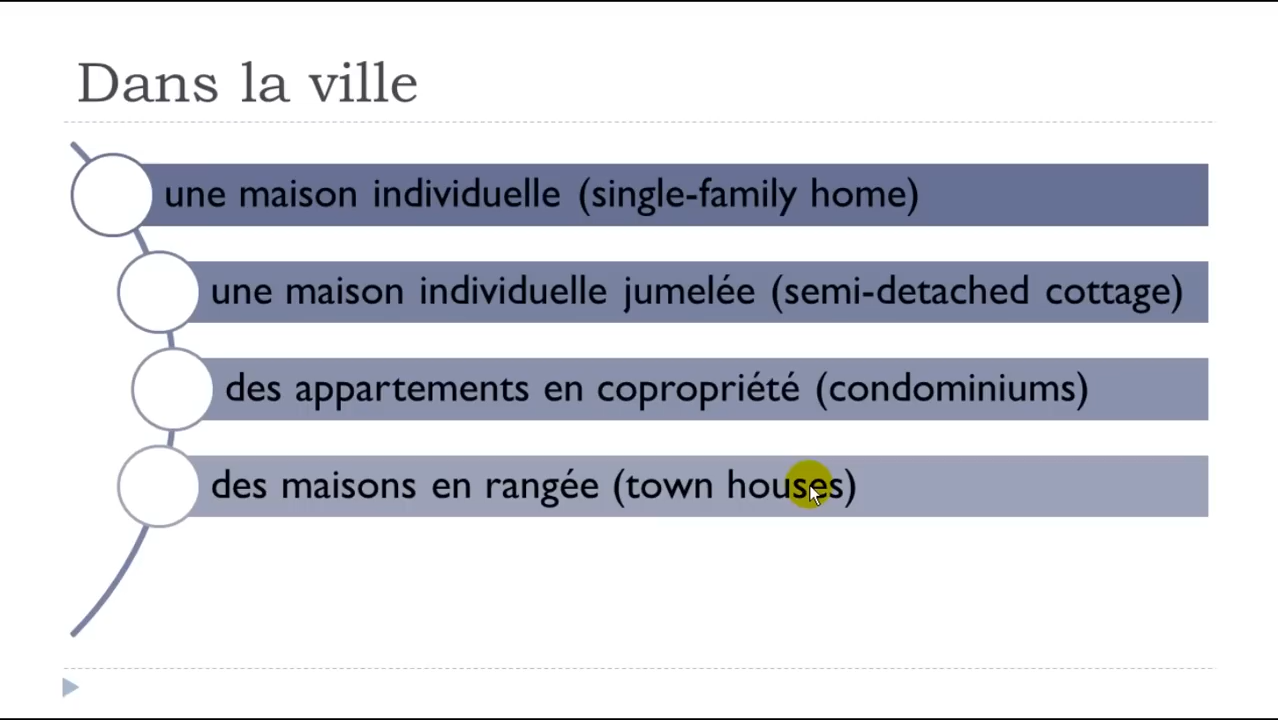 Dans la ville
une maison individuelle (single-family home)
une maison individuelle jumelée (semi-detached cottage)
des appartements en copropriété (condominiums)
des maisons en rangée (town houses)